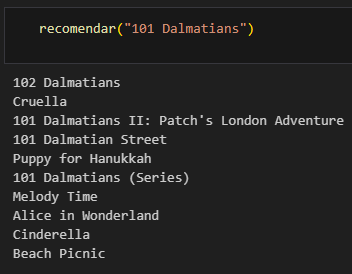 recomendar("101 Dalmatians")
102 Dalmatians
Cruella
101 Dalmatians II: Patch's London Adventure
101 Dalmatian Street
Puppy for Hanukkah
101 Dalmatians (Series)
Melody Time
Alice in Wonderland
Cinderella
Beach Picnic